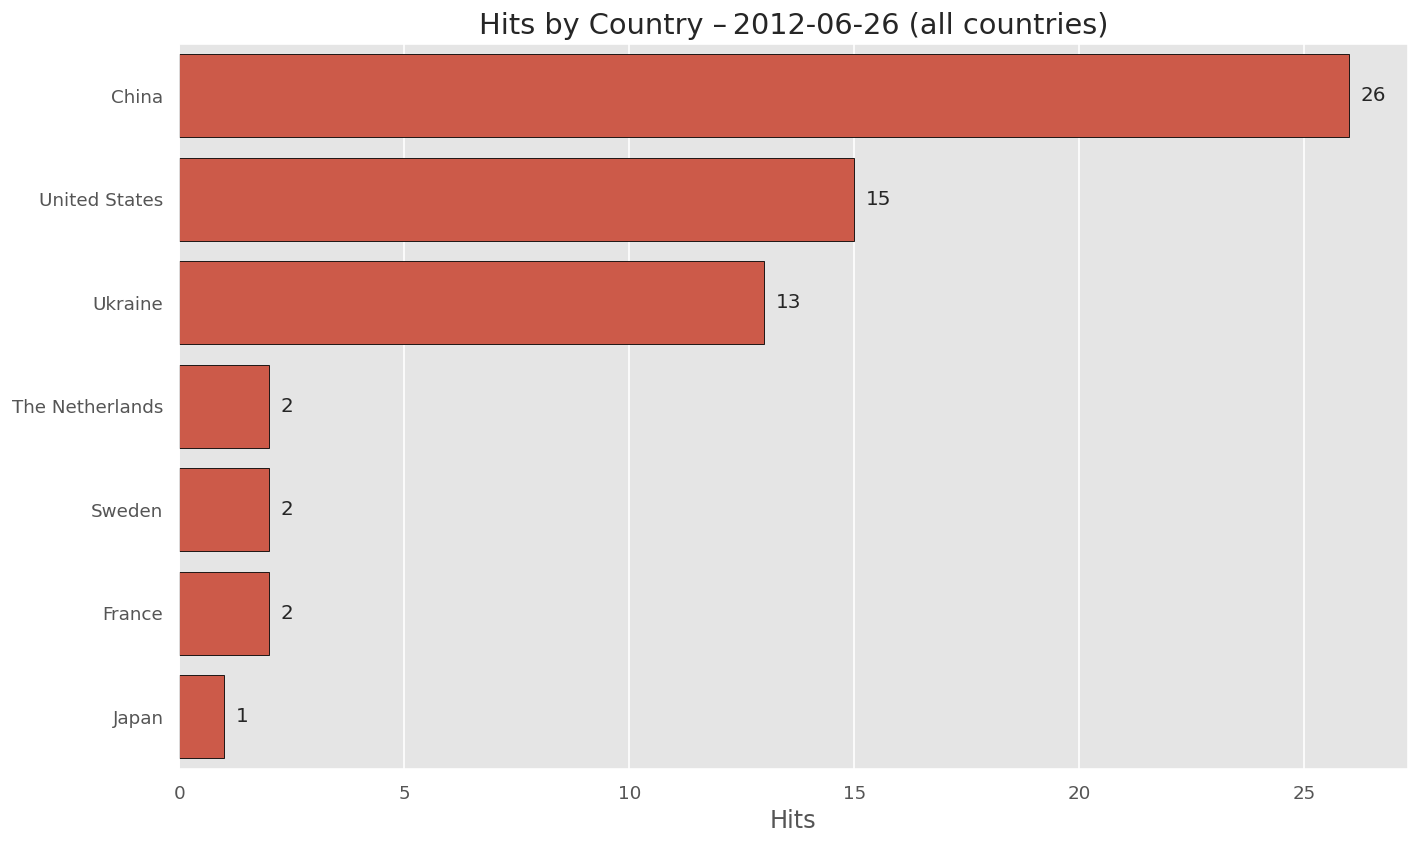 Hits by Country – 2012-06-26 (all countries)
China 26
United States 15
Ukraine 13
The Netherlands 2
Sweden 2
France 2
Japan 1
0 5 10 15 20 25
Hits